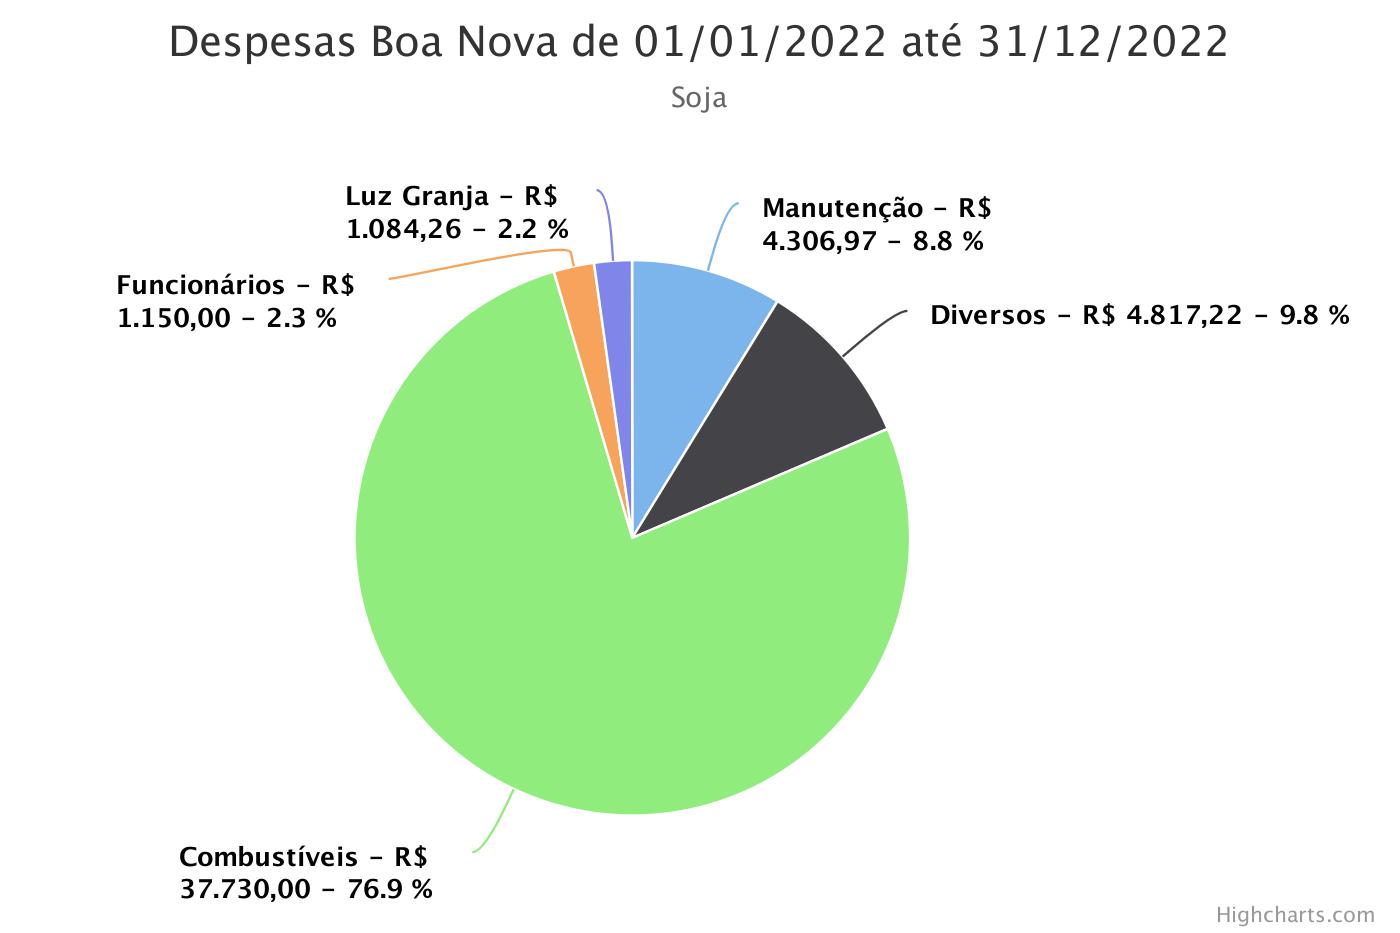 Despesas Boa Nova de 01/01/2022 até 31/12/2022
Soja
Luz Granja – R$
1.084,26 – 2.2 %
Manutenção – R$
4.306,97 – 8.8 %
Funcionários – R$
1.150,00 – 2.3 %
Diversos – R$ 4.817,22 – 9.8 %
Combustíveis – R$
37.730,00 – 76.9 %
Highcharts.com